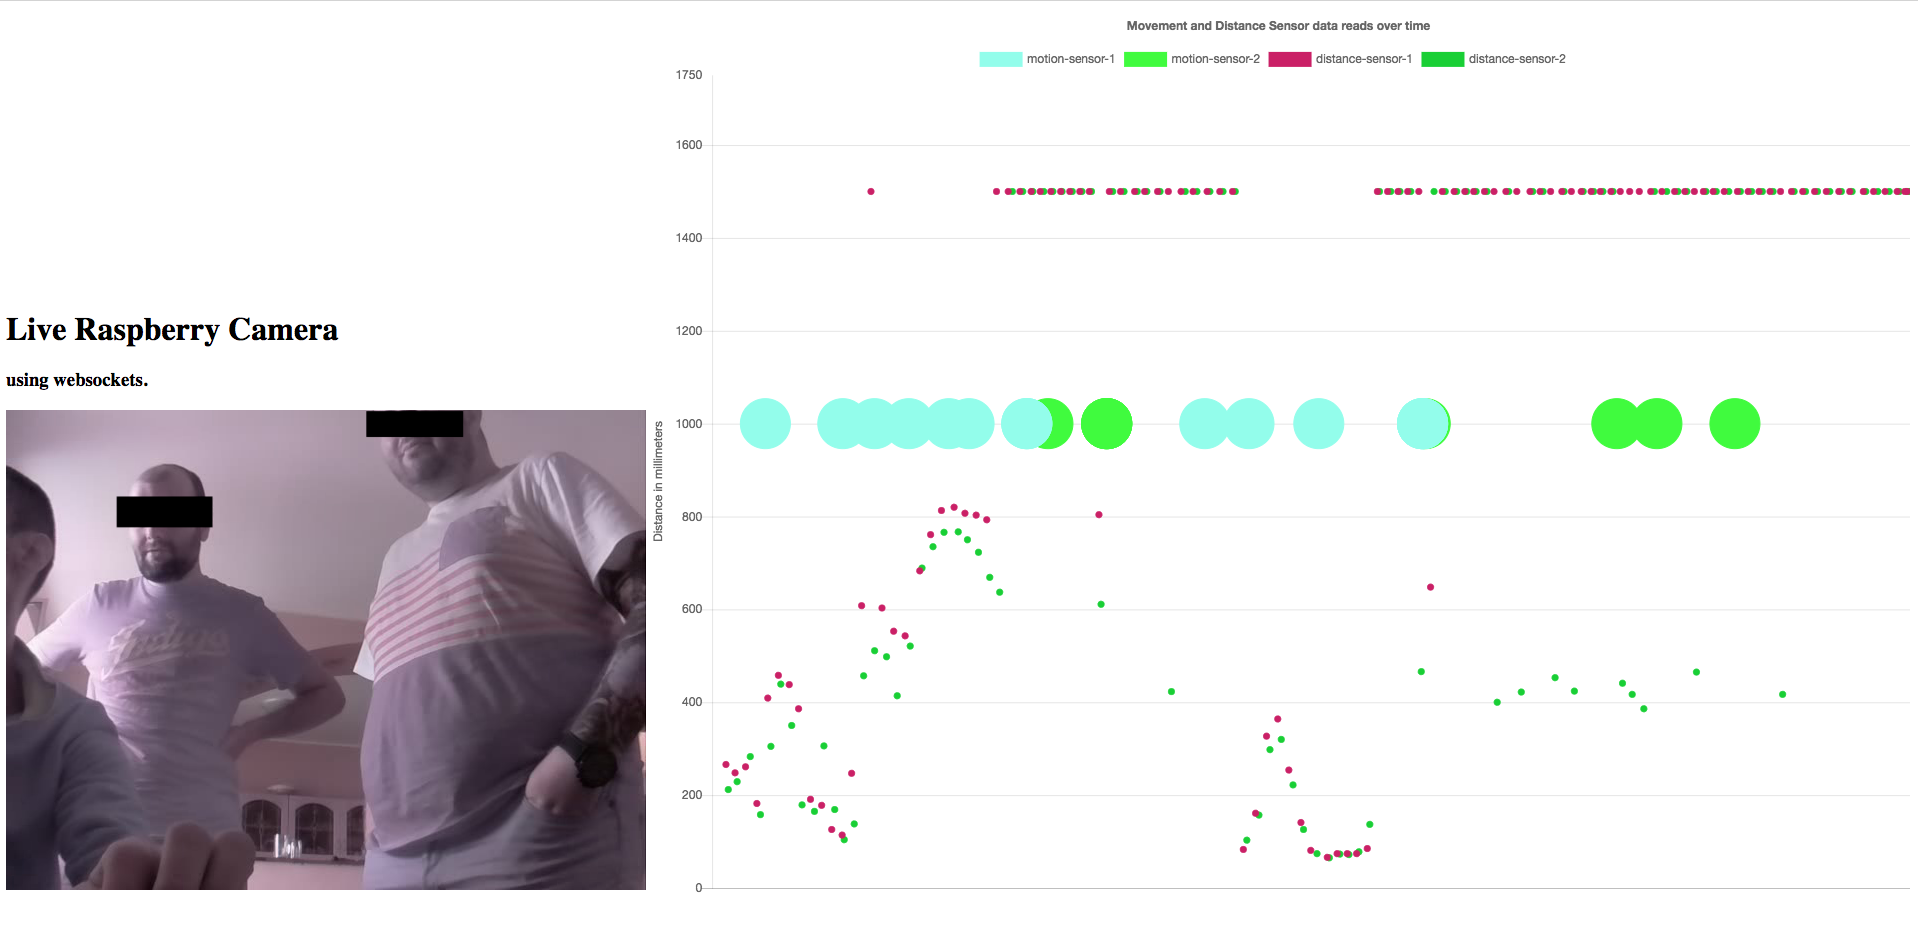 Movement and Distance Sensor data reads over time
motion-sensor-1 motion-sensor-2 distance-sensor-1 distance-sensor-2
1750
1600
1400
1200
1000
800
600
400
200
0
Distance in millimeters
Live Raspberry Camera
using websockets.